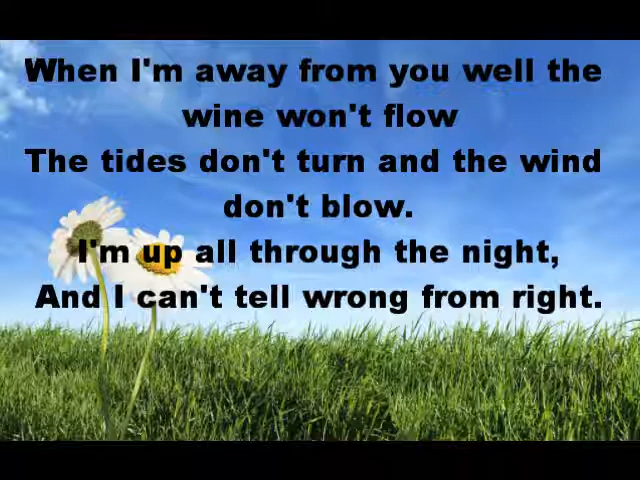 When I'm away from you well the
wine won't flow
The tides don't turn and the wind
don't blow.
I'm up all through the night,
And I can't tell wrong from right.